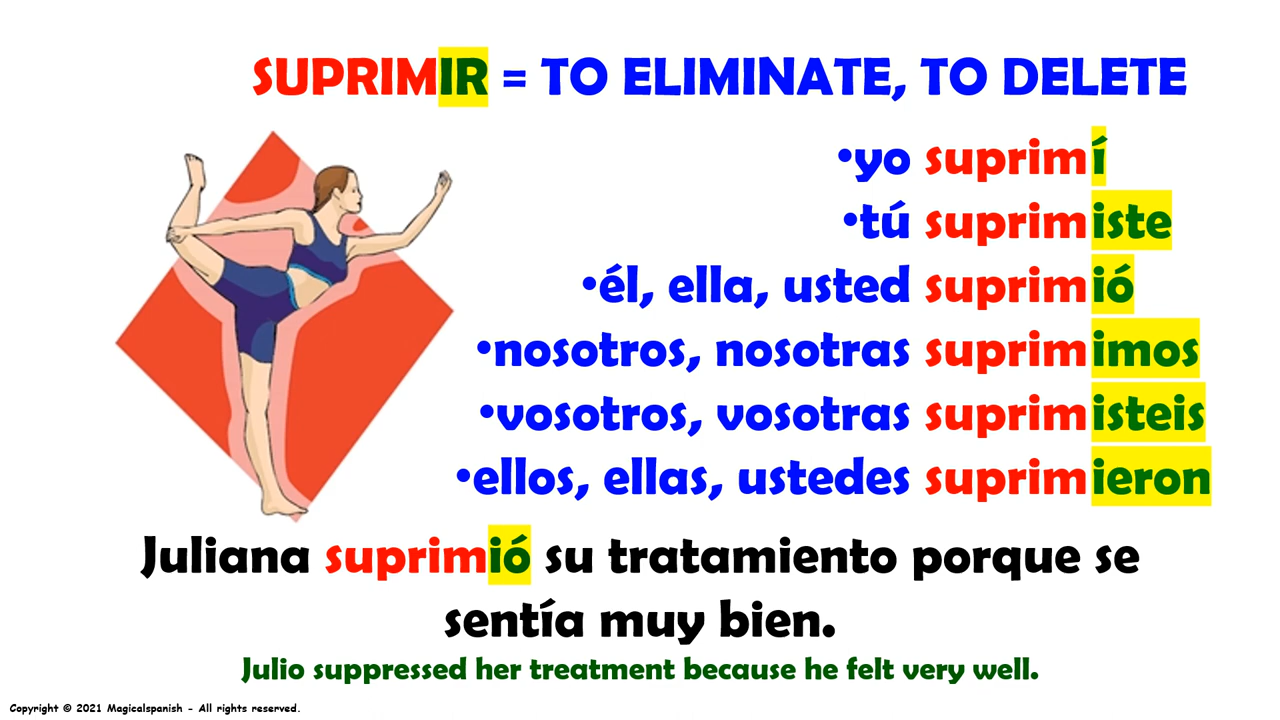 SUPRIMIR = TO ELIMINATE, TO DELETE
•yo suprimí
•tú suprimiste
•él, ella, usted suprimió
•nosotros, nosotras suprimimos
•vosotros, vosotras suprimisteis
•ellos, ellas, ustedes suprimieron
Juliana suprimió su tratamiento porque se
sentía muy bien.
Julio suppressed her treatment because he felt very well.
Copyright © 2021 Magicalspanish - All rights reserved.